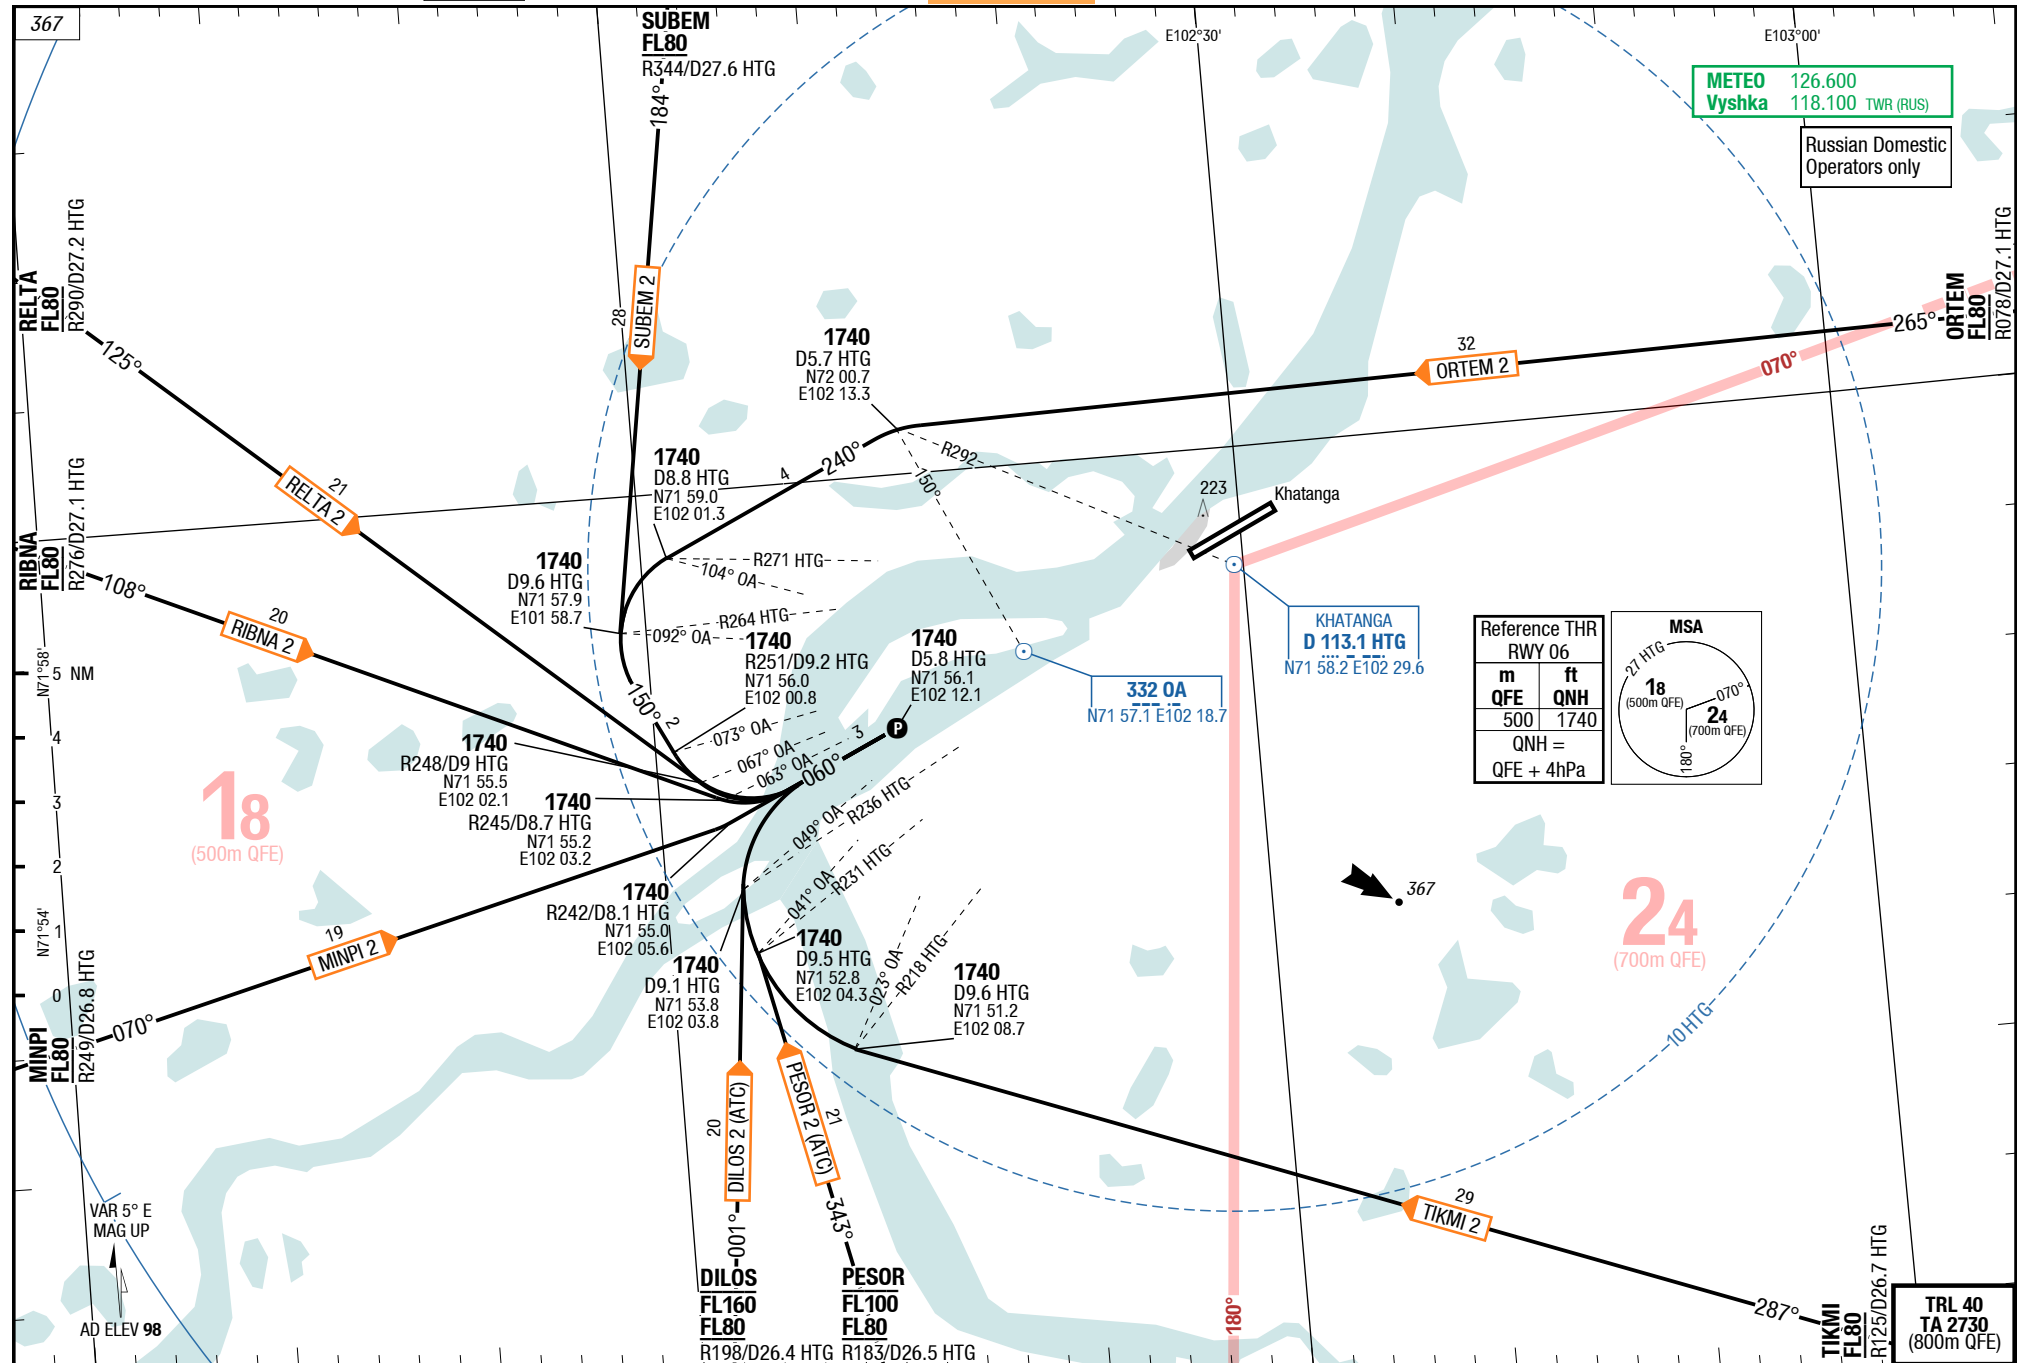 367
SUBEM
FL80
R344/D27.6 HTG
184°
E102°30'
E103°00'
METEO 126.600
Vyshka 118.100 TWR (RUS)
Russian Domestic
Operators only
RELTA
FL80
R290/D27.2 HTG
125°
21
RELTA 2
28
SUBEM 2
1740
D5.7 HTG
N72 00.7
E102 13.3
32
ORTEM 2
265°
ORTEM
FL80
R078/D27.1 HTG
070°
R292
150°
240°
4
1740
D8.8 HTG
N71 59.0
E102 01.3
223
Khatanga
RIBNA
FL80
R276/D27.1 HTG
108°
20
RIBNA 2
1740
D9.6 HTG
N71 57.9
E101 58.7
R271 HTG
104° OA
R264 HTG
092° OA
1740
R251/D9.2 HTG
N71 56.0
E102 00.8
1740
D5.8 HTG
N71 56.1
E102 12.1
P
KHATANGA
D 113.1 HTG
N71 58.2 E102 29.6
332 OA
N71 57.1 E102 18.7
Reference THR
RWY 06
m ft
QFE QNH
500 1740
QNH =
QFE + 4hPa
MSA
27 HTG
18
(500m QFE)
070°
24
(700m QFE)
180°
N71°58'
5 NM
4
3
2
1
0
N71°54'
150°
2
073° OA
067° OA
063° OA
3
060°
1740
R248/D9 HTG
N71 55.5
E102 02.1
1740
R245/D8.7 HTG
N71 55.2
E102 03.2
18
(500m QFE)
049° OA
R236 HTG
041° OA
R231 HTG
1740
R242/D8.1 HTG
N71 55.0
E102 05.6
19
MINPI 2
070°
MINPI
FL80
R249/D26.8 HTG
1740
D9.1 HTG
N71 53.8
E102 03.8
1740
D9.5 HTG
N71 52.8
E102 04.3
023° OA
R218 HTG
1740
D9.6 HTG
N71 51.2
E102 08.7
367
24
(700m QFE)
10 HTG
20
DILOS 2 (ATC)
001°
21
PESOR 2 (ATC)
343°
29
TIKMI 2
287°
TIKMI
FL80
R125/D26.7 HTG
180°
VAR 5° E
MAG UP
AD ELEV 98
DILOS
FL160
FL80
R198/D26.4 HTG
PESOR
FL100
FL80
R183/D26.5 HTG
TRL 40
TA 2730
(800m QFE)